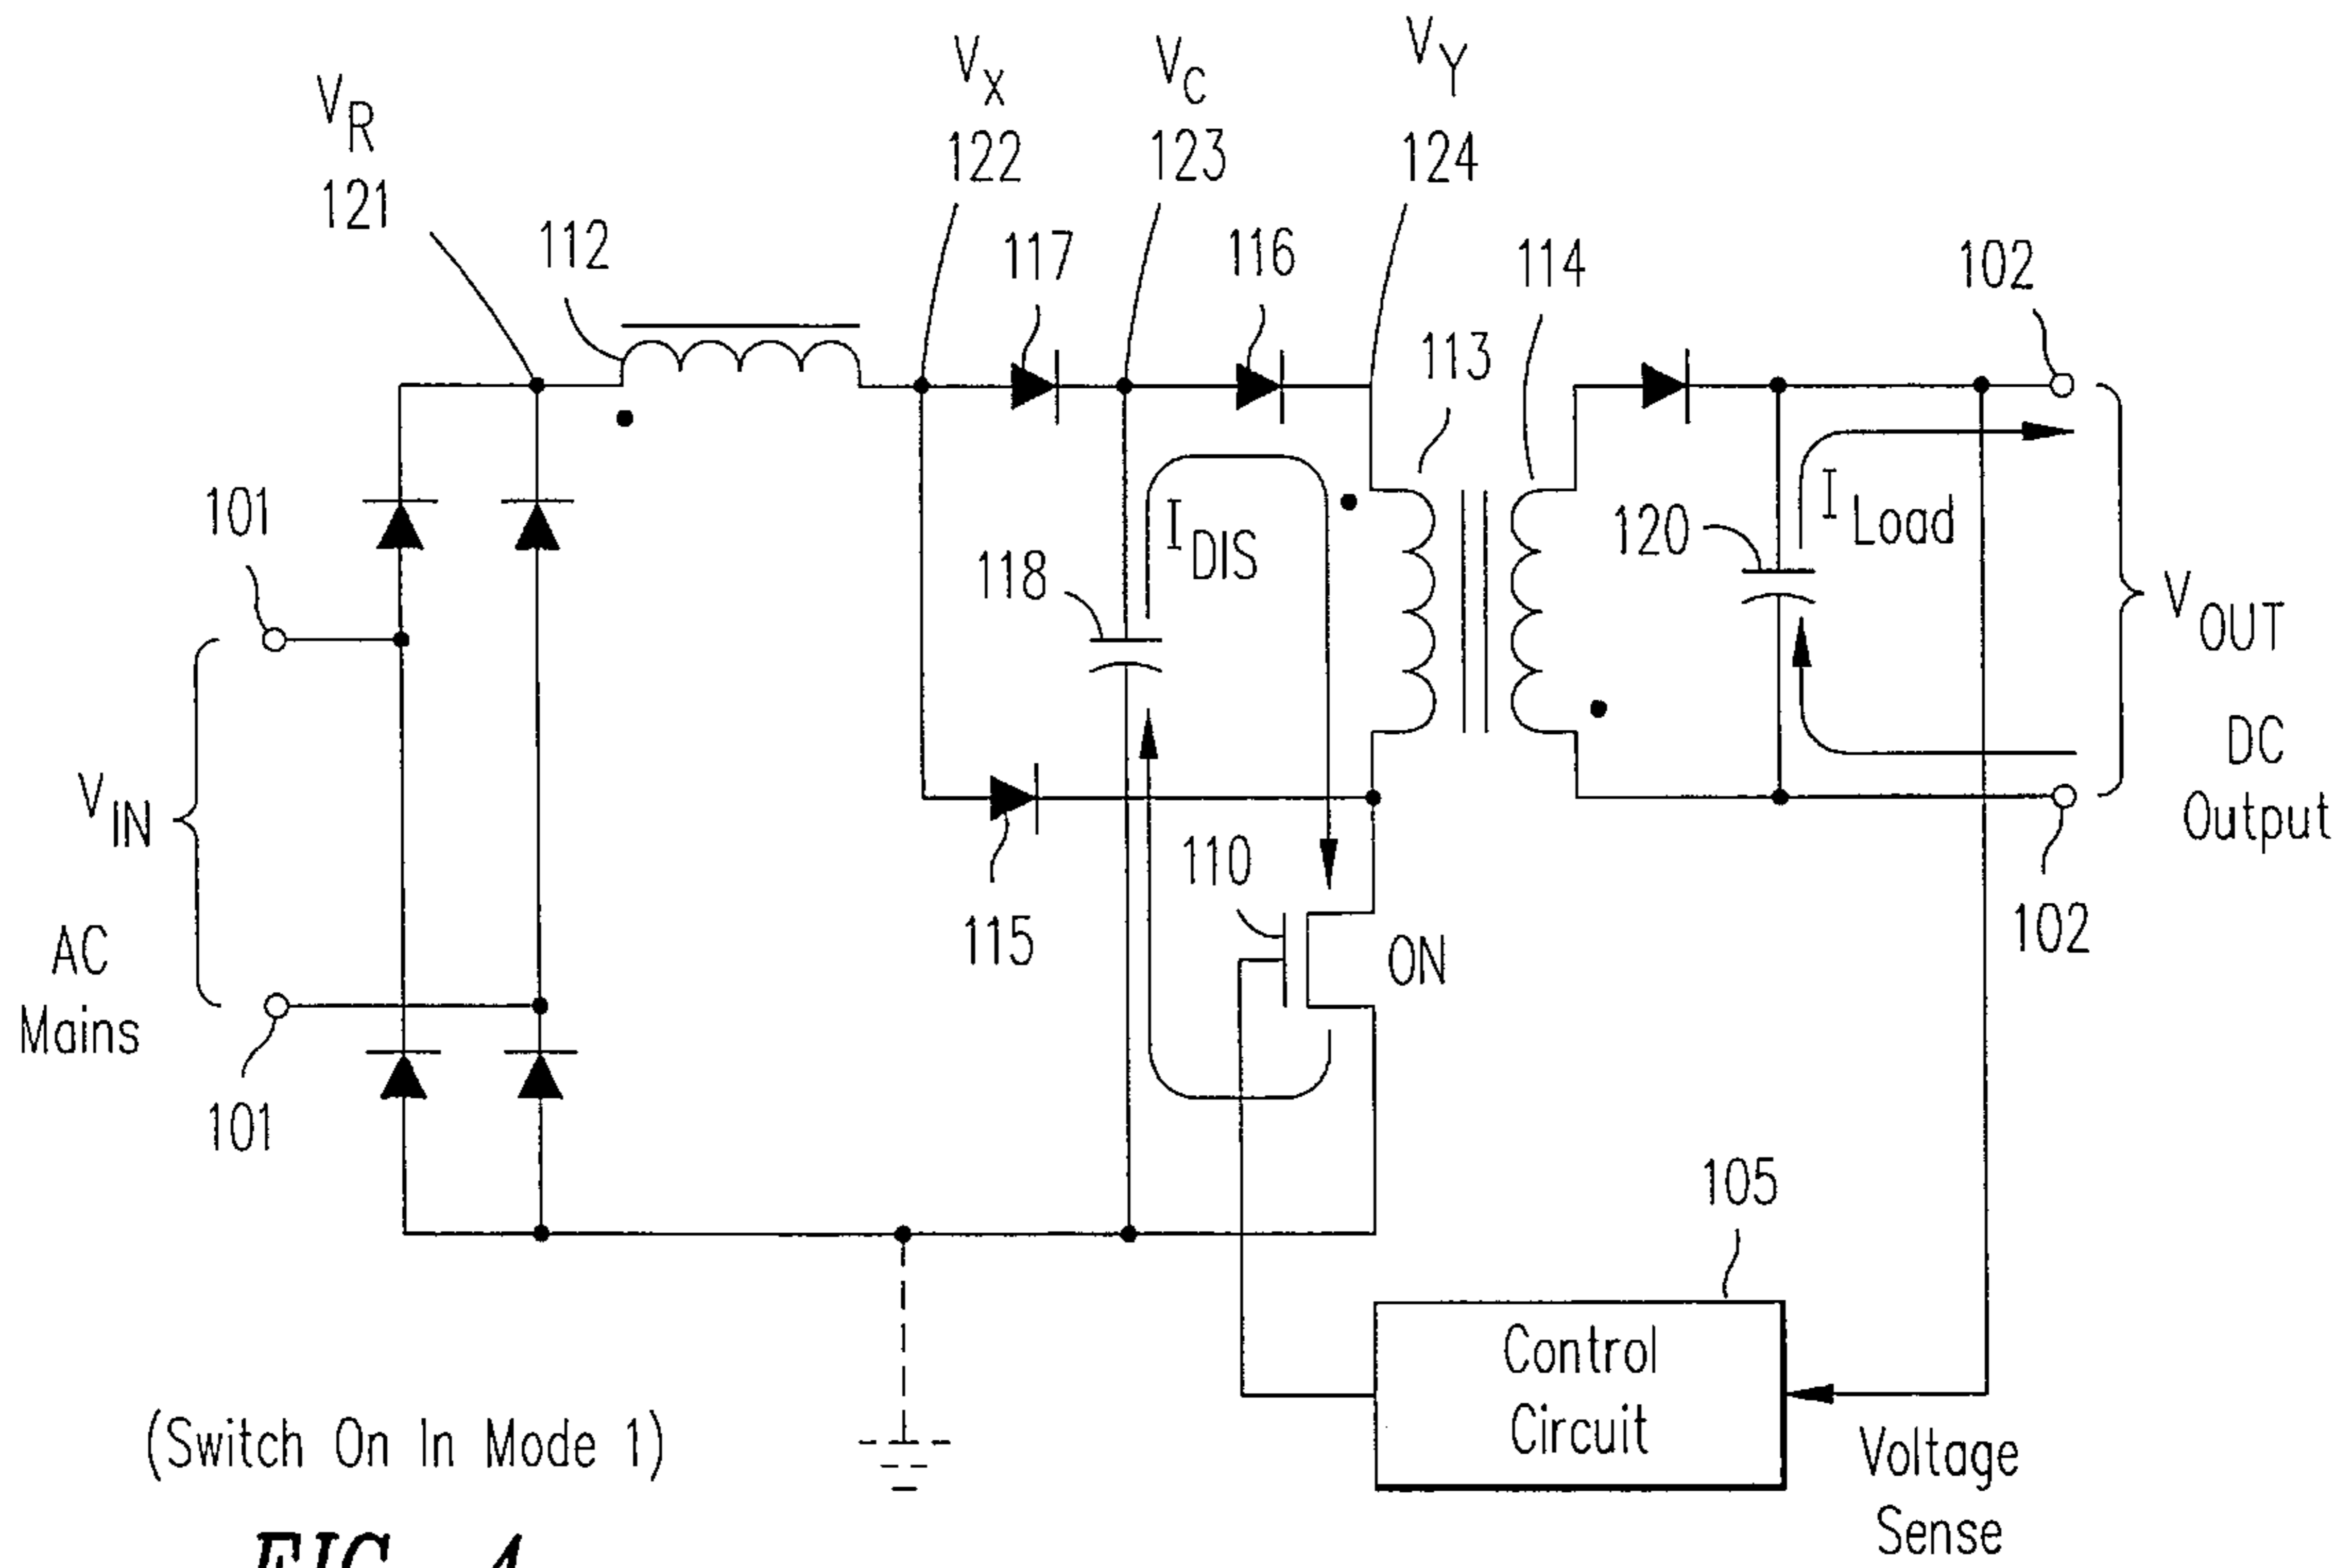 V_R
121
V_X
122
V_C
123
V_Y
124
112
117
116
114
102
113
101
118
I_DIS
120
I_Load
V_OUT
DC
Output
V_IN
110
115
ON
102
AC
Mains
101
105
Control
Circuit
(Switch On In Mode 1)
Voltage
Sense
FIG. 4